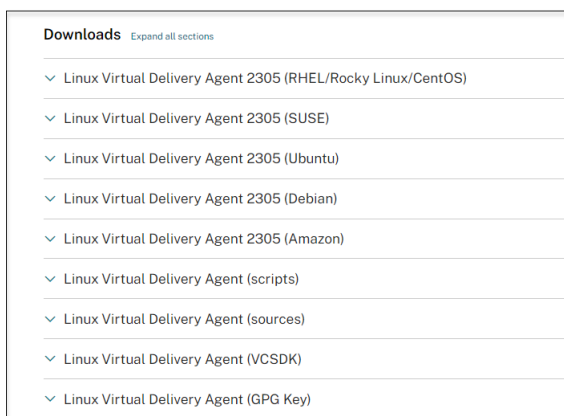 Downloads Expand all sections
Linux Virtual Delivery Agent 2305 (RHEL/Rocky Linux/CentOS)
Linux Virtual Delivery Agent 2305 (SUSE)
Linux Virtual Delivery Agent 2305 (Ubuntu)
Linux Virtual Delivery Agent 2305 (Debian)
Linux Virtual Delivery Agent 2305 (Amazon)
Linux Virtual Delivery Agent (scripts)
Linux Virtual Delivery Agent (sources)
Linux Virtual Delivery Agent (VCSDK)
Linux Virtual Delivery Agent (GPG Key)